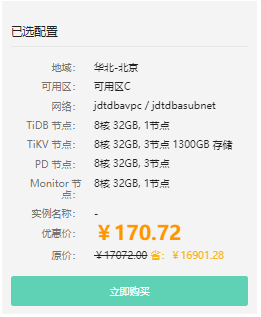 已选配置
地域: 华北-北京
可用区: 可用区C
网络: jdtdbavpc / jdtdbasubnet
TiDB 节点: 8核 32GB, 1节点
TiKV 节点: 8核 32GB, 3节点 1300GB 存储
PD 节点: 8核 32GB, 3节点
Monitor 节点: 8核 32GB, 1节点
实例名称: -
优惠价: ¥170.72
原价: ¥17072.00 省: ¥16901.28
立即购买